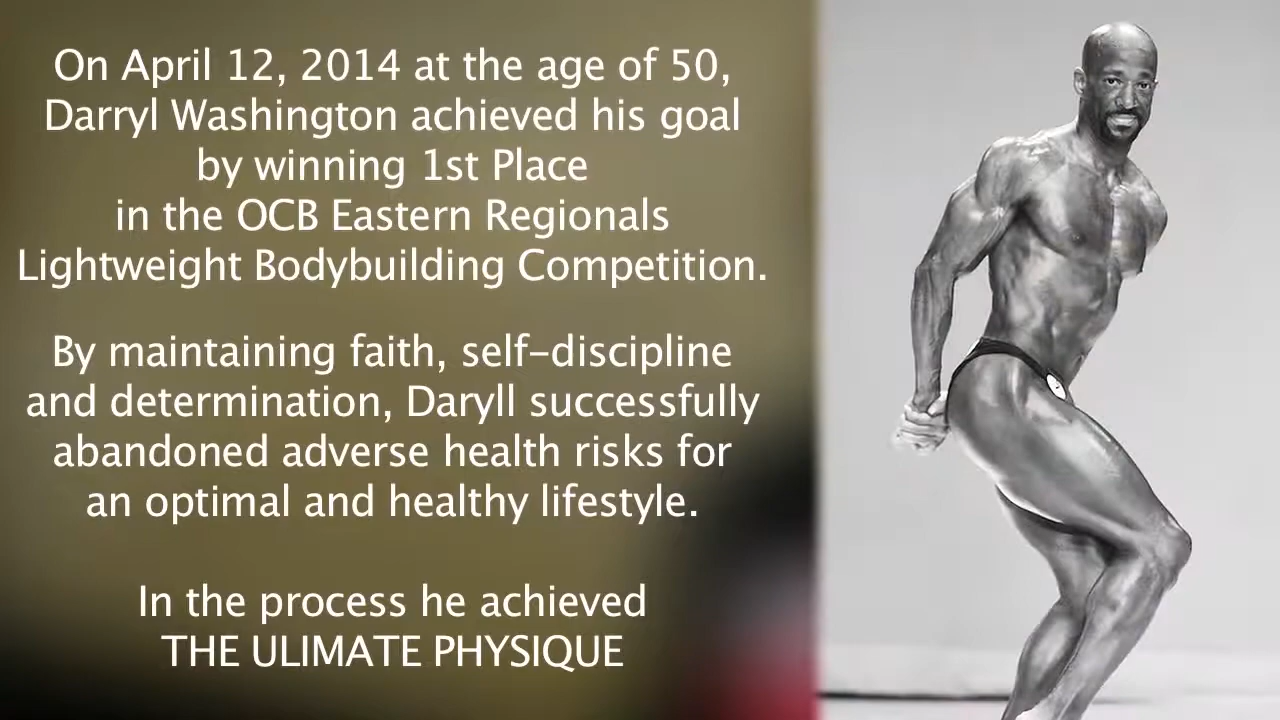 On April 12, 2014 at the age of 50,
Darryl Washington achieved his goal
by winning 1st Place
in the OCB Eastern Regionals
Lightweight Bodybuilding Competition.
By maintaining faith, self–discipline
and determination, Daryll successfully
abandoned adverse health risks for
an optimal and healthy lifestyle.
In the process he achieved
THE ULIMATE PHYSIQUE